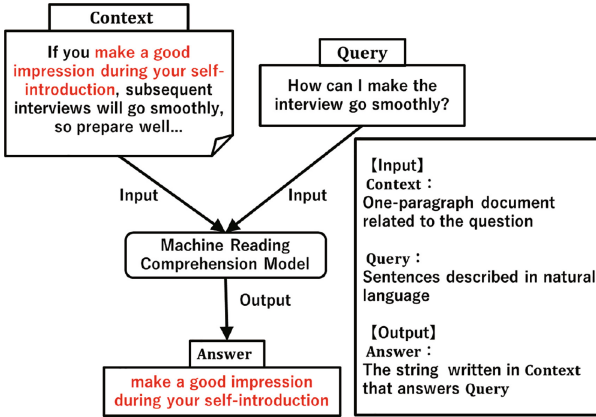 Context
If you make a good
impression during your self-
introduction, subsequent
interviews will go smoothly,
so prepare well...
Query
How can I make the
interview go smoothly?
Input
Input
Machine Reading
Comprehension Model
Output
Answer
make a good impression
during your self-introduction
【Input】
Context：
One-paragraph document
related to the question
Query：
Sentences described in natural
language
【Output】
Answer：
The string written in Context
that answers Query